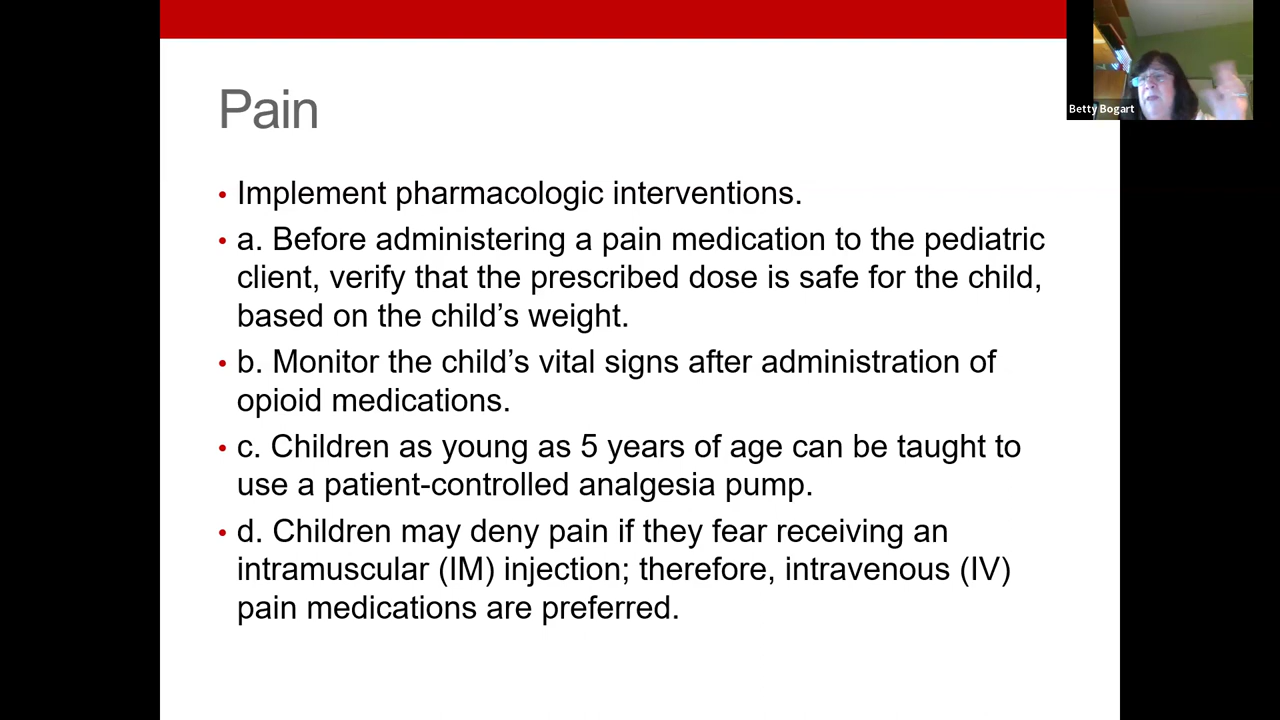 Betty Bogart
Pain
• Implement pharmacologic interventions.
• a. Before administering a pain medication to the pediatric
client, verify that the prescribed dose is safe for the child,
based on the child’s weight.
• b. Monitor the child’s vital signs after administration of
opioid medications.
• c. Children as young as 5 years of age can be taught to
use a patient-controlled analgesia pump.
• d. Children may deny pain if they fear receiving an
intramuscular (IM) injection; therefore, intravenous (IV)
pain medications are preferred.